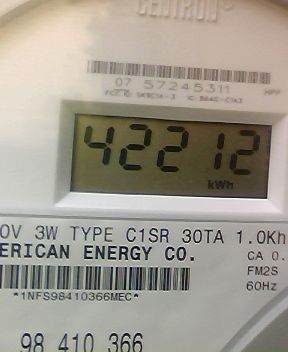 CENTRON®
07 57245311
HPP
42212
kWh
0V 3W TYPE C1SR 30TA 1.0Kh
ERICAN ENERGY CO.
CA 0.
FM2S
60Hz
*1NFS98410366MEC*
98 410 366